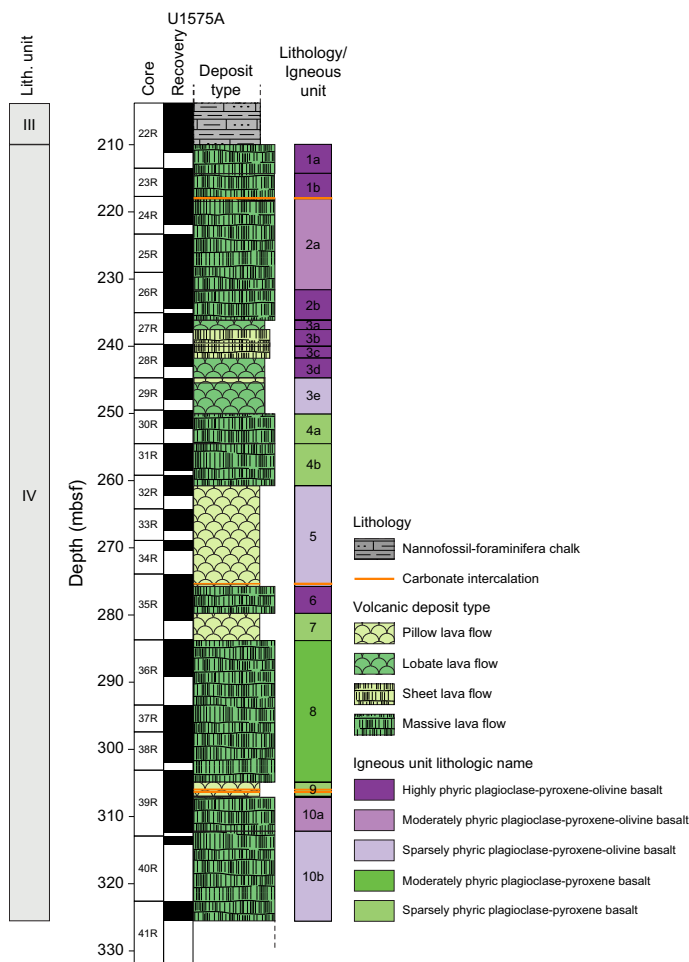 U1575A
Lith. unit
Core
Recovery
Deposit
type
Lithology/
Igneous
unit
III
IV
Depth (mbsf)
210
220
230
240
250
260
270
280
290
300
310
320
330
22R
23R
24R
25R
26R
27R
28R
29R
30R
31R
32R
33R
34R
35R
36R
37R
38R
39R
40R
41R
1a
1b
2a
2b
3a
3b
3c
3d
3e
4a
4b
5
6
7
8
9
10a
10b
Lithology
Nannofossil-foraminifera chalk
Carbonate intercalation
Volcanic deposit type
Pillow lava flow
Lobate lava flow
Sheet lava flow
Massive lava flow
Igneous unit lithologic name
Highly phyric plagioclase-pyroxene-olivine basalt
Moderately phyric plagioclase-pyroxene-olivine basalt
Sparsely phyric plagioclase-pyroxene-olivine basalt
Moderately phyric plagioclase-pyroxene basalt
Sparsely phyric plagioclase-pyroxene basalt